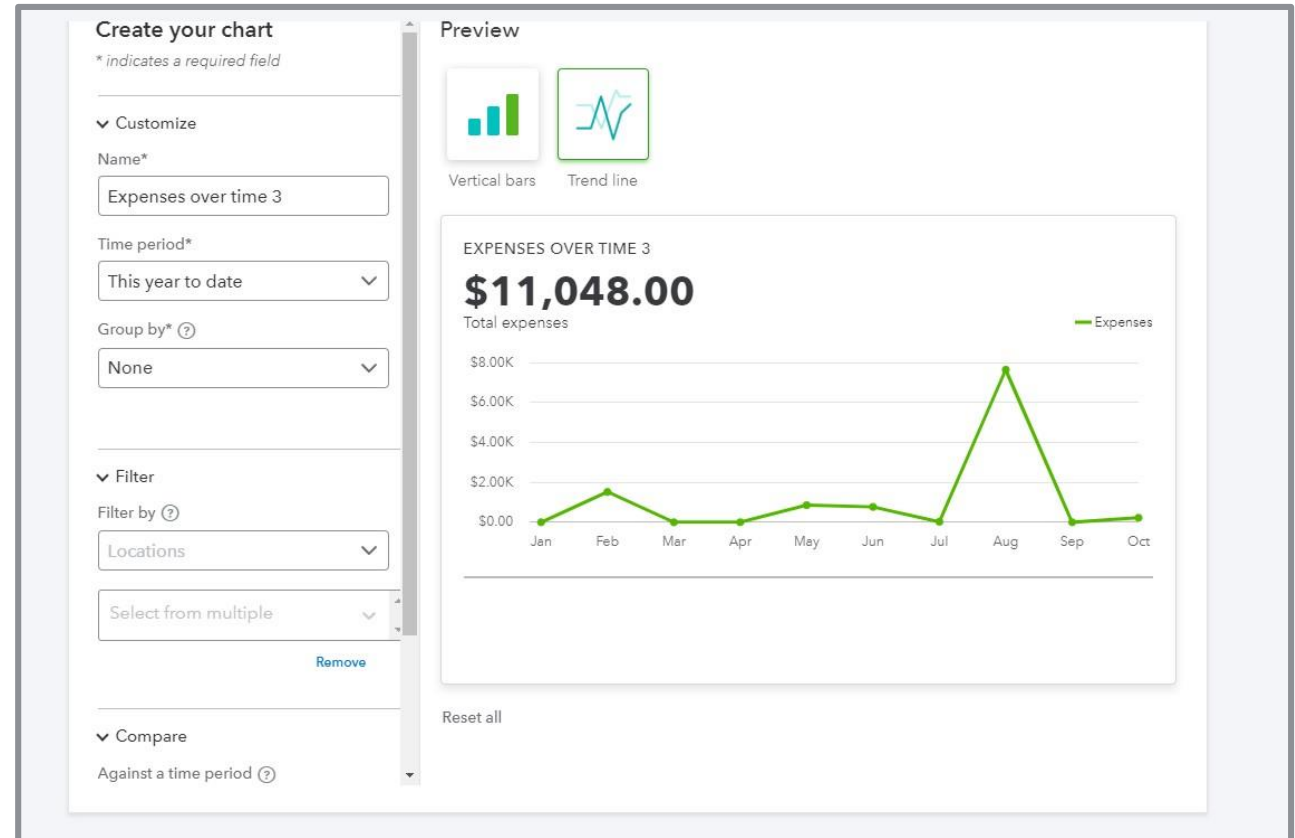 Create your chart
* indicates a required field
Customize
Name*
Expenses over time 3
Time period*
This year to date
Group by* ?
None
Filter
Filter by ?
Locations
Select from multiple
Remove
Compare
Against a time period ?
Preview
Vertical bars Trend line
EXPENSES OVER TIME 3
$11,048.00
Total expenses
Expenses
$8.00K
$6.00K
$4.00K
$2.00K
$0.00
Jan Feb Mar Apr May Jun Jul Aug Sep Oct
Reset all